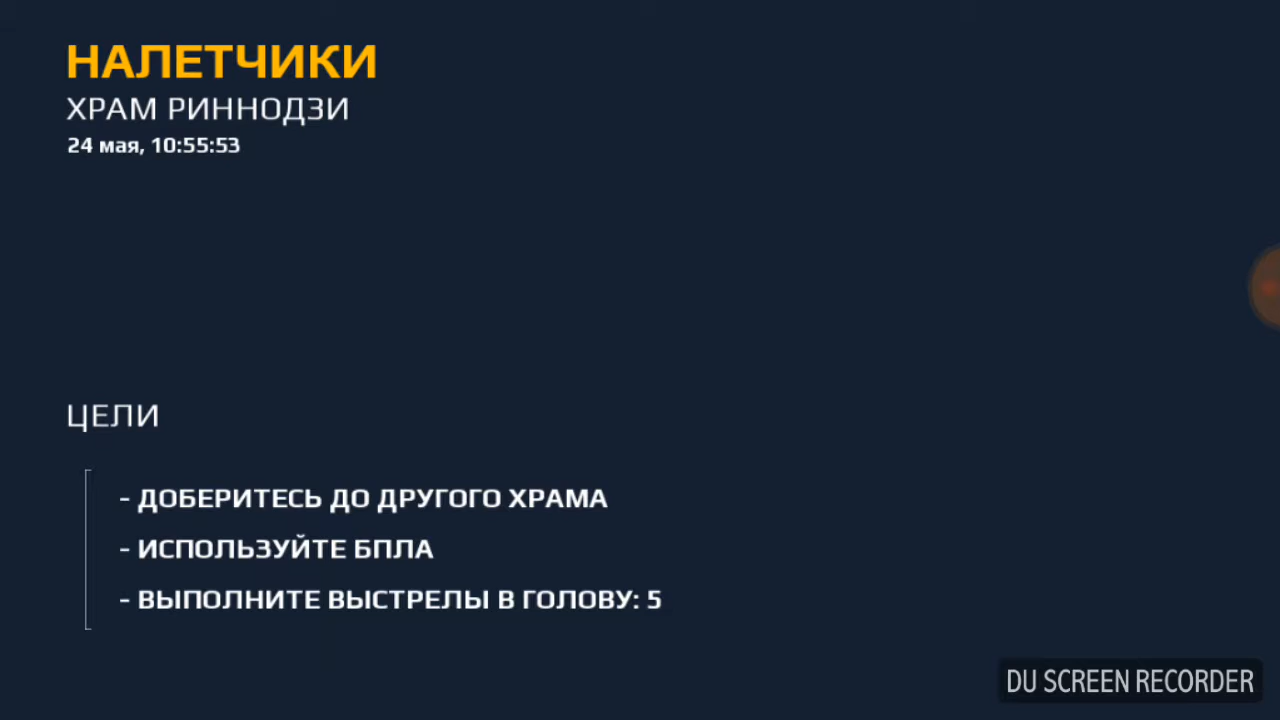 НАЛЕТЧИКИ
ХРАМ РИННОДЗИ
24 мая, 10:55:53
ЦЕЛИ
- ДОБЕРИТЕСЬ ДО ДРУГОГО ХРАМА
- ИСПОЛЬЗУЙТЕ БПЛА
- ВЫПОЛНИТЕ ВЫСТРЕЛЫ В ГОЛОВУ: 5
DU SCREEN RECORDER